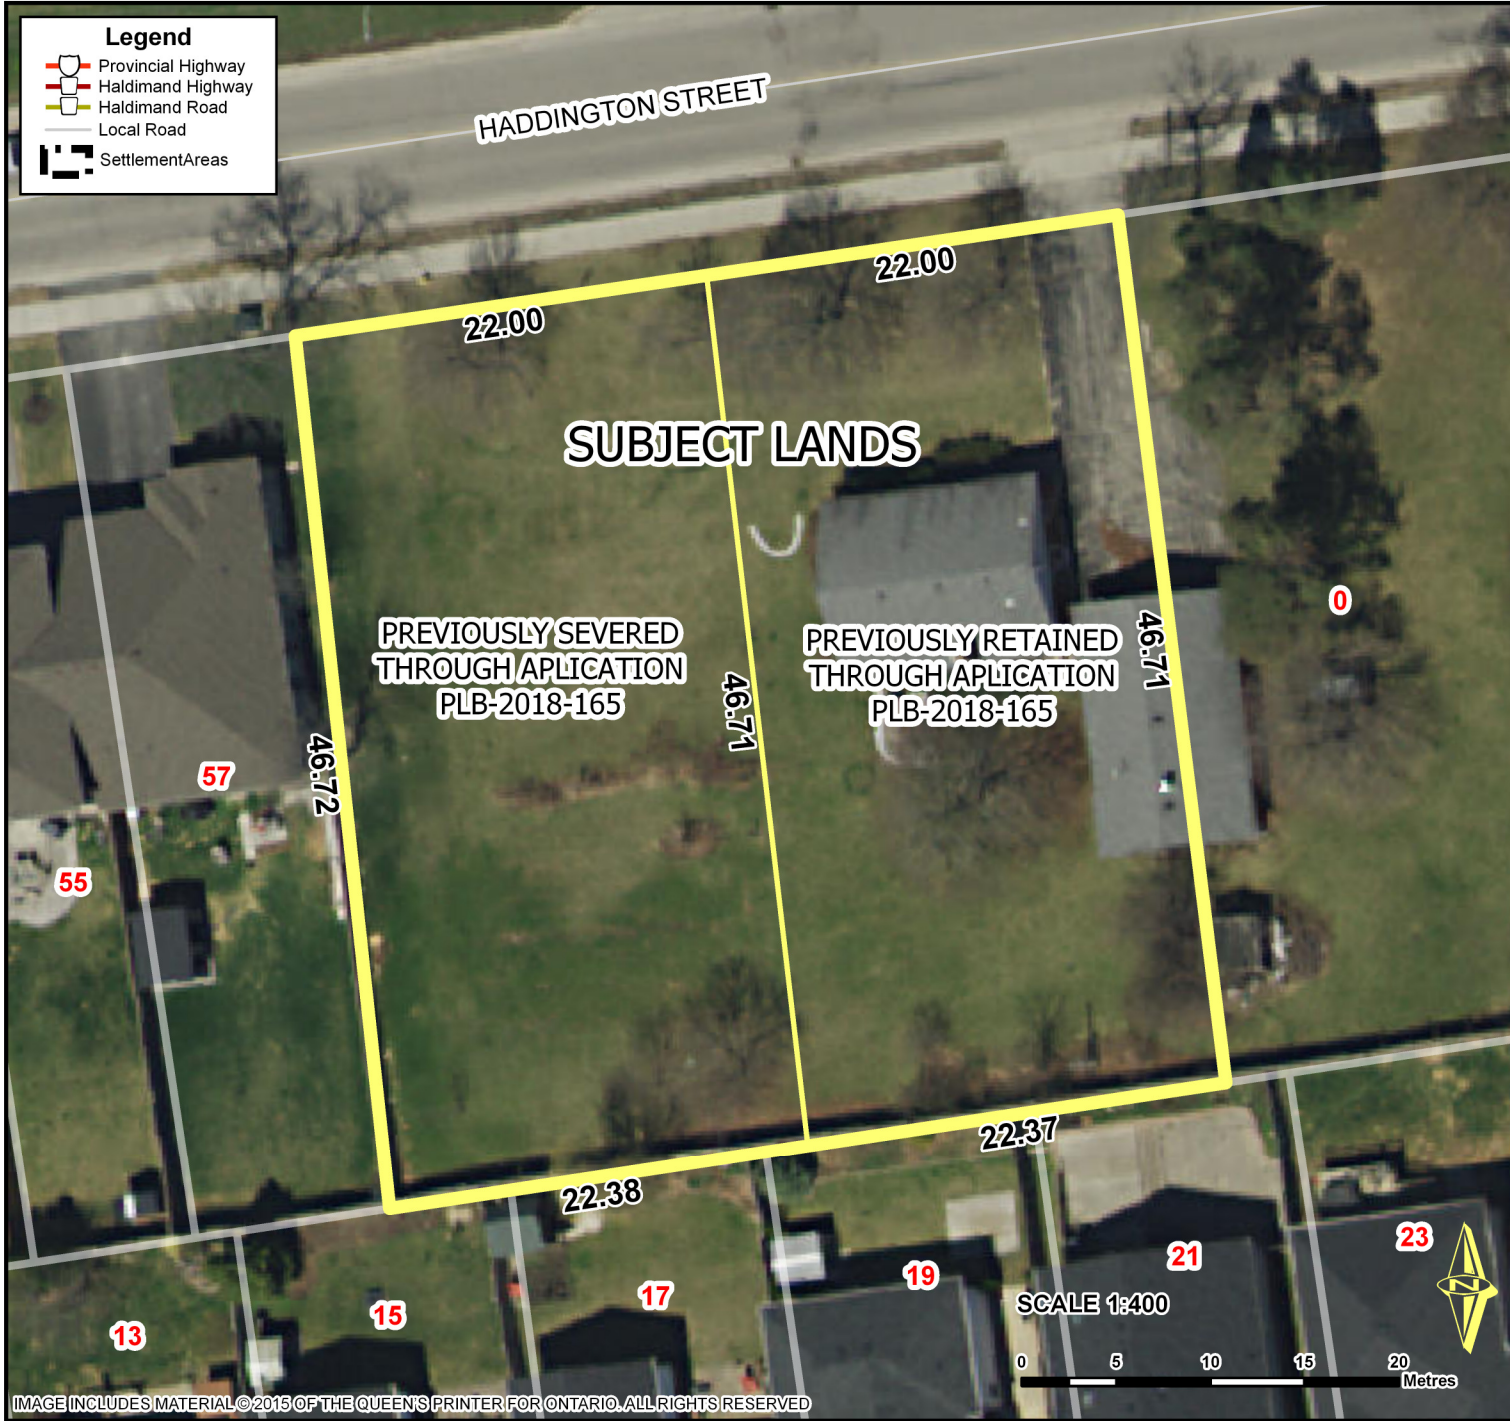 Legend
Provincial Highway
Haldimand Highway
Haldimand Road
Local Road
SettlementAreas
HADDINGTON STREET
22.00
22.00
SUBJECT LANDS
PREVIOUSLY SEVERED
THROUGH APLICATION
PLB-2018-165
PREVIOUSLY RETAINED
THROUGH APLICATION
PLB-2018-165
46.72
46.71
46.71
0
57
55
22.38
22.37
13
15
17
19
21
23
SCALE 1:400
N
0 5 10 15 20
Metres
IMAGE INCLUDES MATERIAL © 2015 OF THE QUEEN'S PRINTER FOR ONTARIO. ALL RIGHTS RESERVED